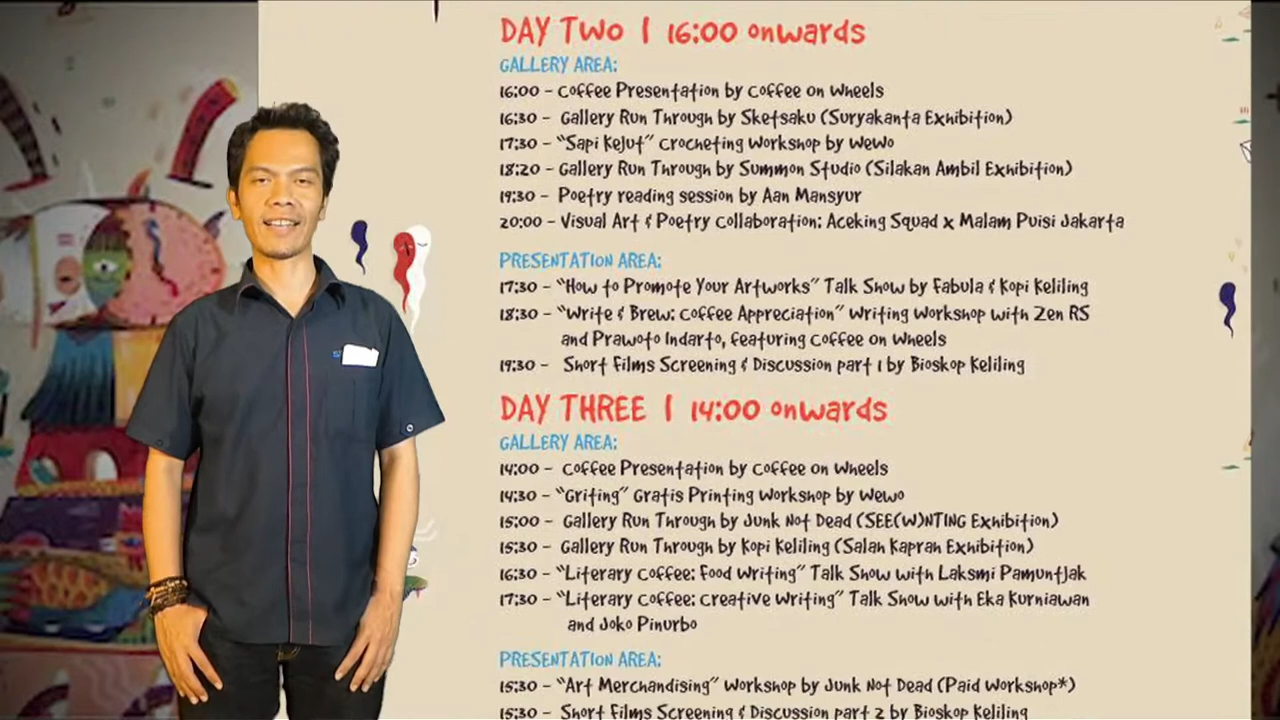 DAY TWO | 16:00 onwards
GALLERY AREA:
16:00 - Coffee Presentation by Coffee on Wheels
16:30 - Gallery Run Through by Sketsaku (Suryakanta Exhibition)
17:30 - "Sapi Kejut" Crocheting Workshop by WeWo
18:20 - Gallery Run Through by Summon Studio (Silakan Ambil Exhibition)
19:30 - Poetry reading session by Aan Mansyur
20:00 - Visual Art & Poetry Collaboration: Aceking Squad x Malam Puisi Jakarta
PRESENTATION AREA:
17:30 - "How to Promote Your Artworks" Talk Show by Fabula & Kopi Keliling
18:30 - "Write & Brew: Coffee Appreciation" Writing Workshop with Zen RS
and Prawoto Indarto, featuring Coffee on Wheels
19:30 - Short Films Screening & Discussion part 1 by Bioskop Keliling
DAY THREE | 14:00 onwards
GALLERY AREA:
14:00 - Coffee Presentation by Coffee on Wheels
14:30 - "Griting" Gratis Printing Workshop by Wewo
15:00 - Gallery Run Through by Junk Not Dead (SEE(W)NTING Exhibition)
15:30 - Gallery Run Through by Kopi Keliling (Salah Kaprah Exhibition)
16:30 - "Literary Coffee: Food Writing" Talk Show with Laksmi Pamuntjak
17:30 - "Literary Coffee: Creative Writing" Talk Show with Eka Kurniawan
and Joko Pinurbo
PRESENTATION AREA:
15:30 - "Art Merchandising" Workshop by Junk Not Dead (Paid Workshop*)
15:30 - Short Films Screening & Discussion part 2 by Bioskop Keliling